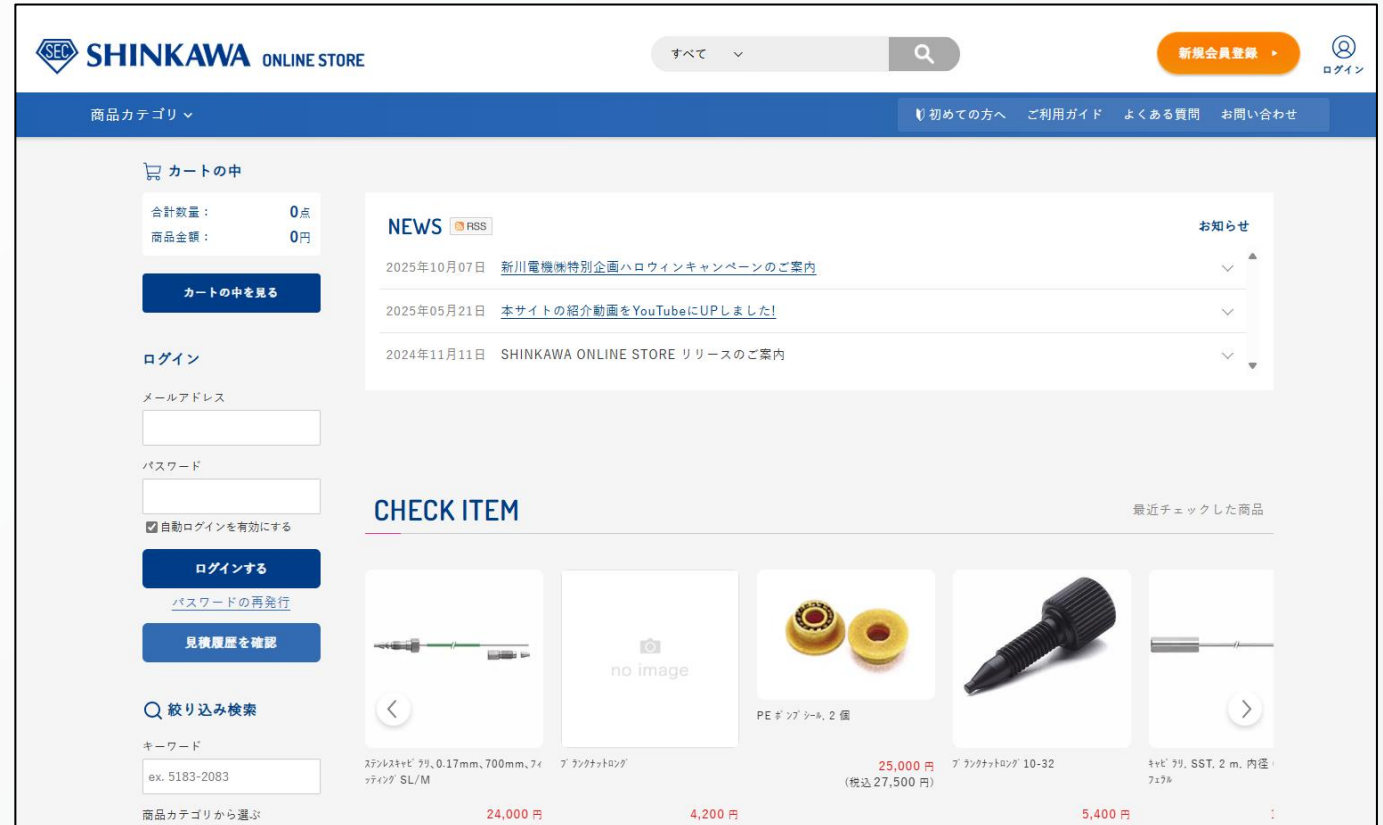 SEC SHINKAWA ONLINE STORE
すべて
新規会員登録
ログイン
商品カテゴリ
初めての方へ ご利用ガイド よくある質問 お問い合わせ
カートの中
合計数量： 0点
商品金額： 0円
カートの中を見る
ログイン
メールアドレス
パスワード
自動ログインを有効にする
ログインする
パスワードの再発行
見積履歴を確認
絞り込み検索
キーワード
ex. 5183-2083
商品カテゴリから選ぶ
NEWS RSS お知らせ
2025年10月07日 新川電機㈱特別企画ハロウィンキャンペーンのご案内
2025年05月21日 本サイトの紹介動画をYouTubeにUPしました!
2024年11月11日 SHINKAWA ONLINE STORE リリースのご案内
CHECK ITEM 最近チェックした商品
ｽﾃﾝﾚｽｷｬﾋﾟﾗﾘ、0.17mm、700mm、ﾌｨ
ｯﾃｨﾝｸﾞ SL/M
24,000 円
no image
ﾌﾞﾗﾝｸﾅｯﾄﾛﾝｸﾞ
4,200 円
PE ﾎﾟﾝﾌﾟｼｰﾙ, 2 個
25,000 円
(税込27,500 円)
ﾌﾞﾗﾝｸﾅｯﾄﾛﾝｸﾞ 10-32
5,400 円
ｷｬﾋﾟﾗﾘ, SST, 2 m, 内径
ﾌｪﾗﾙ